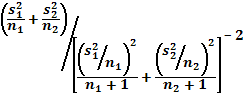 (s₁²/n₁ + s₂²/n₂) / [(s₁²/n₁)²/(n₁ + 1) + (s₂²/n₂)²/(n₂ + 1)] − 2